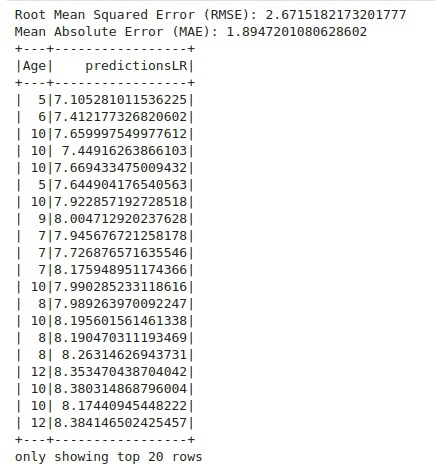 Root Mean Squared Error (RMSE): 2.6715182173201777
Mean Absolute Error (MAE): 1.8947201080628602
+---+-----------------+
|Age|    predictionsLR|
+---+-----------------+
|  5|7.105281011536225|
|  6|7.412177326820602|
| 10|7.659997549977612|
| 10| 7.44916263866103|
| 10|7.669433475009432|
|  5|7.644904176540563|
| 10|7.922857192728518|
|  9|8.004712920237628|
|  7|7.945676721258178|
|  7|7.726876571635546|
|  7|8.175948951174366|
| 10|7.990285233118616|
|  8|7.989263970092247|
| 10|8.195601561461338|
|  8|8.190470311193469|
|  8| 8.26314626943731|
| 12|8.353470438704042|
| 10|8.380314868796004|
| 10| 8.17440945448222|
| 12|8.384146502425457|
+---+-----------------+
only showing top 20 rows